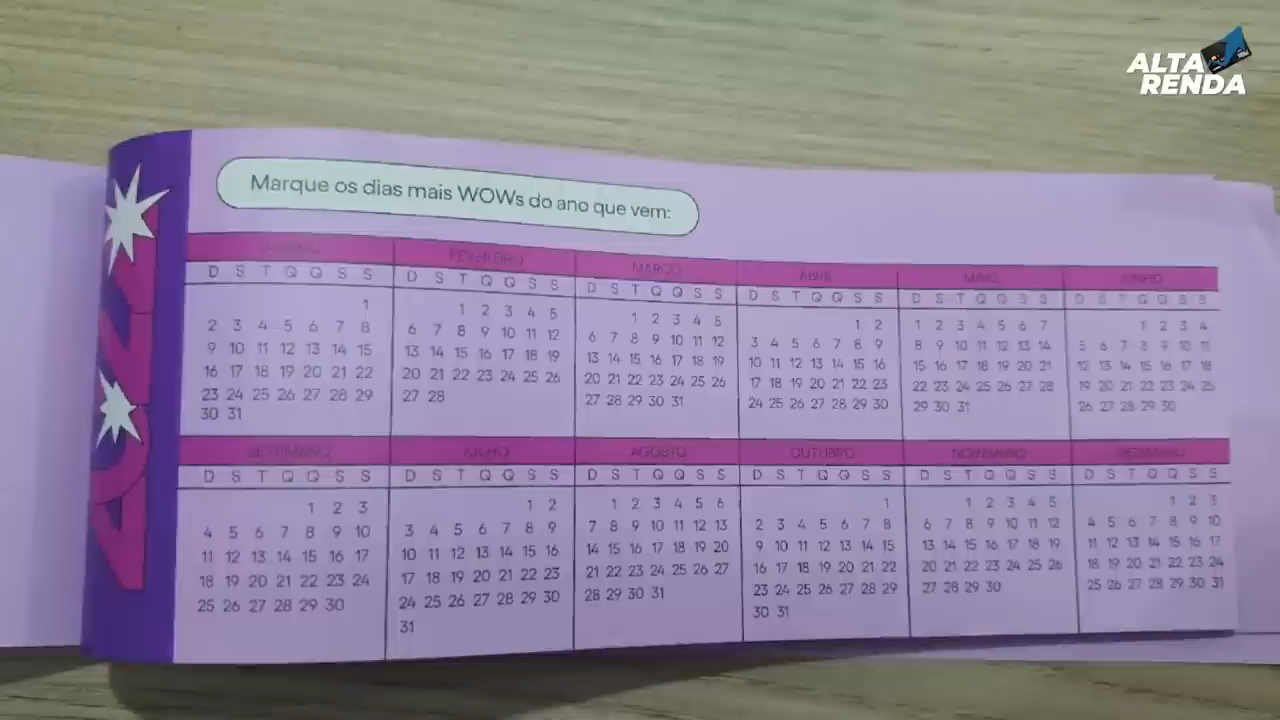 ALTA
RENDA
Marque os dias mais WOWs do ano que vem:
JANEIRO FEVEREIRO MARÇO ABRIL MAIO JUNHO
D S T Q Q S S D S T Q Q S S D S T Q Q S S D S T Q Q S S D S T Q Q S S D S T Q Q S S
1 1 2 3 4 5 1 2 3 4 5 1 2 1 2 3 4 5 6 7 1 2 3 4
2 3 4 5 6 7 8 6 7 8 9 10 11 12 6 7 8 9 10 11 12 3 4 5 6 7 8 9 8 9 10 11 12 13 14 5 6 7 8 9 10 11
9 10 11 12 13 14 15 13 14 15 16 17 18 19 13 14 15 16 17 18 19 10 11 12 13 14 15 16 15 16 17 18 19 20 21 12 13 14 15 16 17 18
16 17 18 19 20 21 22 20 21 22 23 24 25 26 20 21 22 23 24 25 26 17 18 19 20 21 22 23 22 23 24 25 26 27 28 19 20 21 22 23 24 25
23 24 25 26 27 28 29 27 28 27 28 29 30 31 24 25 26 27 28 29 30 29 30 31 26 27 28 29 30
30 31
SETEMBRO JULHO AGOSTO OUTUBRO NOVEMBRO DEZEMBRO
D S T Q Q S S D S T Q Q S S D S T Q Q S S D S T Q Q S S D S T Q Q S S D S T Q Q S S
1 2 3 1 2 1 2 3 4 5 6 1 1 2 3 4 5 1 2 3
4 5 6 7 8 9 10 3 4 5 6 7 8 9 7 8 9 10 11 12 13 2 3 4 5 6 7 8 6 7 8 9 10 11 12 4 5 6 7 8 9 10
11 12 13 14 15 16 17 10 11 12 13 14 15 16 14 15 16 17 18 19 20 9 10 11 12 13 14 15 13 14 15 16 17 18 19 11 12 13 14 15 16 17
18 19 20 21 22 23 24 17 18 19 20 21 22 23 21 22 23 24 25 26 27 16 17 18 19 20 21 22 20 21 22 23 24 25 26 18 19 20 21 22 23 24
25 26 27 28 29 30 24 25 26 27 28 29 30 28 29 30 31 23 24 25 26 27 28 29 27 28 29 30 25 26 27 28 29 30 31
31 30 31